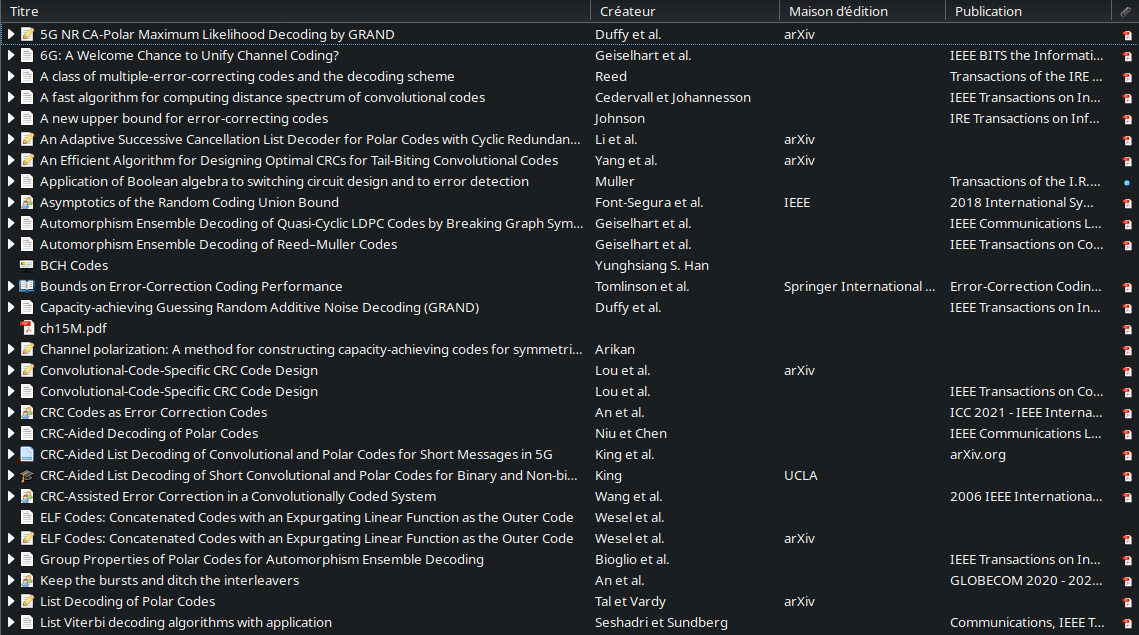 Titre Créateur Maison d'édition Publication
5G NR CA-Polar Maximum Likelihood Decoding by GRAND Duffy et al. arXiv
6G: A Welcome Chance to Unify Channel Coding? Geiselhart et al. IEEE BITS the Informati...
A class of multiple-error-correcting codes and the decoding scheme Reed Transactions of the IRE ...
A fast algorithm for computing distance spectrum of convolutional codes Cedervall et Johannesson IEEE Transactions on In...
A new upper bound for error-correcting codes Johnson IRE Transactions on Inf...
An Adaptive Successive Cancellation List Decoder for Polar Codes with Cyclic Redundan... Li et al. arXiv
An Efficient Algorithm for Designing Optimal CRCs for Tail-Biting Convolutional Codes Yang et al. arXiv
Application of Boolean algebra to switching circuit design and to error detection Muller Transactions of the I.R....
Asymptotics of the Random Coding Union Bound Font-Segura et al. IEEE 2018 International Sy...
Automorphism Ensemble Decoding of Quasi-Cyclic LDPC Codes by Breaking Graph Sym... Geiselhart et al. IEEE Communications L...
Automorphism Ensemble Decoding of Reed–Muller Codes Geiselhart et al. IEEE Transactions on Co...
BCH Codes Yunghsiang S. Han
Bounds on Error-Correction Coding Performance Tomlinson et al. Springer International ... Error-Correction Codin...
Capacity-achieving Guessing Random Additive Noise Decoding (GRAND) Duffy et al. IEEE Transactions on In...
ch15M.pdf
Channel polarization: A method for constructing capacity-achieving codes for symmetri... Arikan
Convolutional-Code-Specific CRC Code Design Lou et al. arXiv
Convolutional-Code-Specific CRC Code Design Lou et al. IEEE Transactions on Co...
CRC Codes as Error Correction Codes An et al. ICC 2021 - IEEE Interna...
CRC-Aided Decoding of Polar Codes Niu et Chen IEEE Communications L...
CRC-Aided List Decoding of Convolutional and Polar Codes for Short Messages in 5G King et al. arXiv.org
CRC-Aided List Decoding of Short Convolutional and Polar Codes for Binary and Non-bi... King UCLA
CRC-Assisted Error Correction in a Convolutionally Coded System Wang et al. 2006 IEEE Internationa...
ELF Codes: Concatenated Codes with an Expurgating Linear Function as the Outer Code Wesel et al.
ELF Codes: Concatenated Codes with an Expurgating Linear Function as the Outer Code Wesel et al. arXiv
Group Properties of Polar Codes for Automorphism Ensemble Decoding Bioglio et al. IEEE Transactions on In...
Keep the bursts and ditch the interleavers An et al. GLOBECOM 2020 - 202...
List Decoding of Polar Codes Tal et Vardy arXiv
List Viterbi decoding algorithms with application Seshadri et Sundberg Communications, IEEE T...